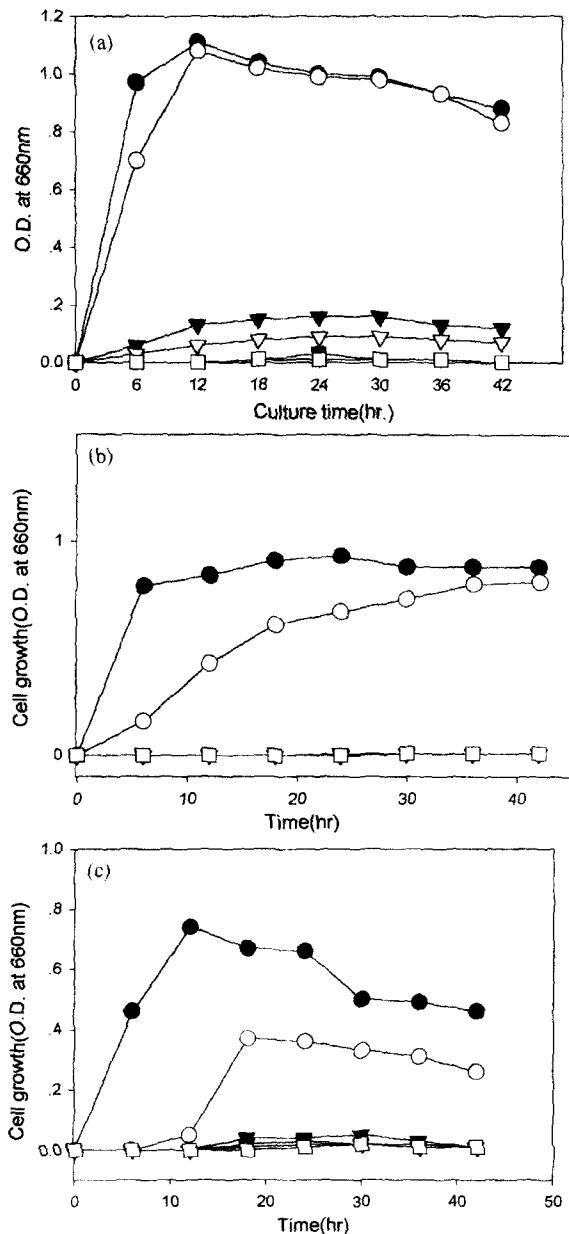 (a)
1.2
1.0
.8
.6
.4
.2
0.0
O.D. at 660nm
0 6 12 18 24 30 36 42
Culture time(hr.)
(b)
1
0
Cell growth(O.D. at 660nm)
0 10 20 30 40
Time(hr)
(c)
1.0
.8
.6
.4
.2
0.0
Cell growth(O.D. at 660nm)
0 10 20 30 40 50
Time(hr)